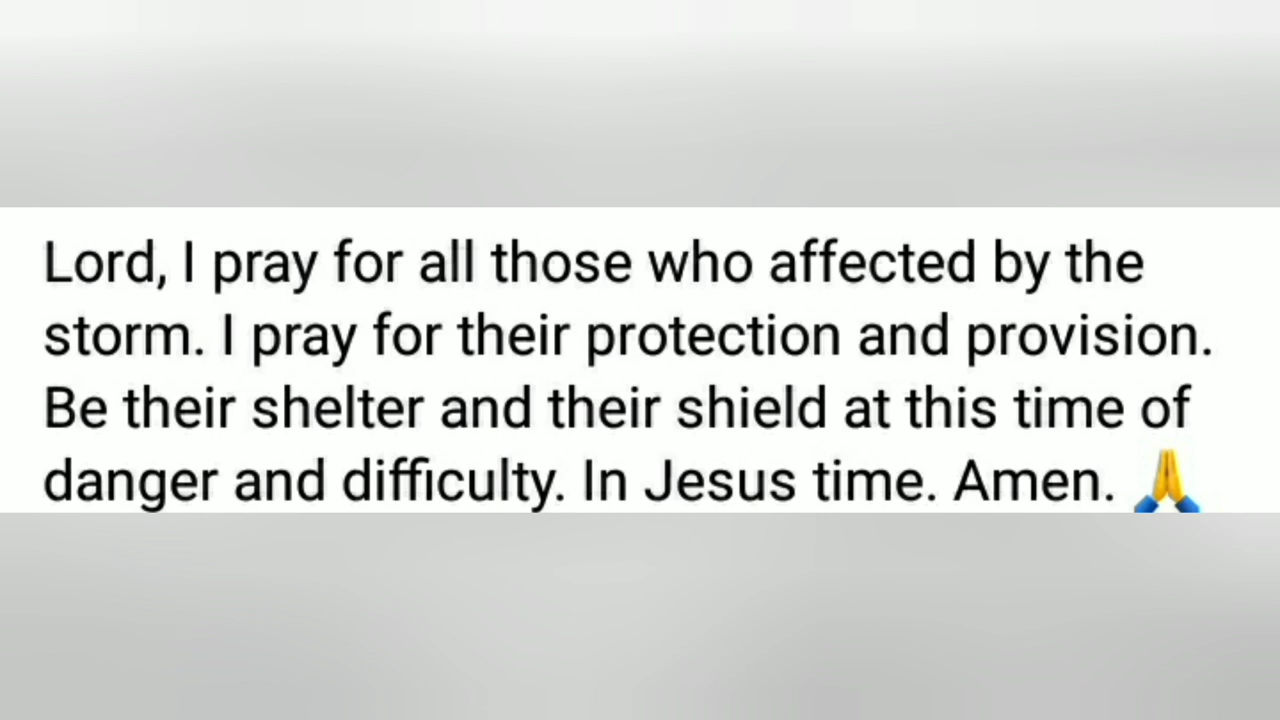 Lord, I pray for all those who affected by the
storm. I pray for their protection and provision.
Be their shelter and their shield at this time of
danger and difficulty. In Jesus time. Amen. 🙏